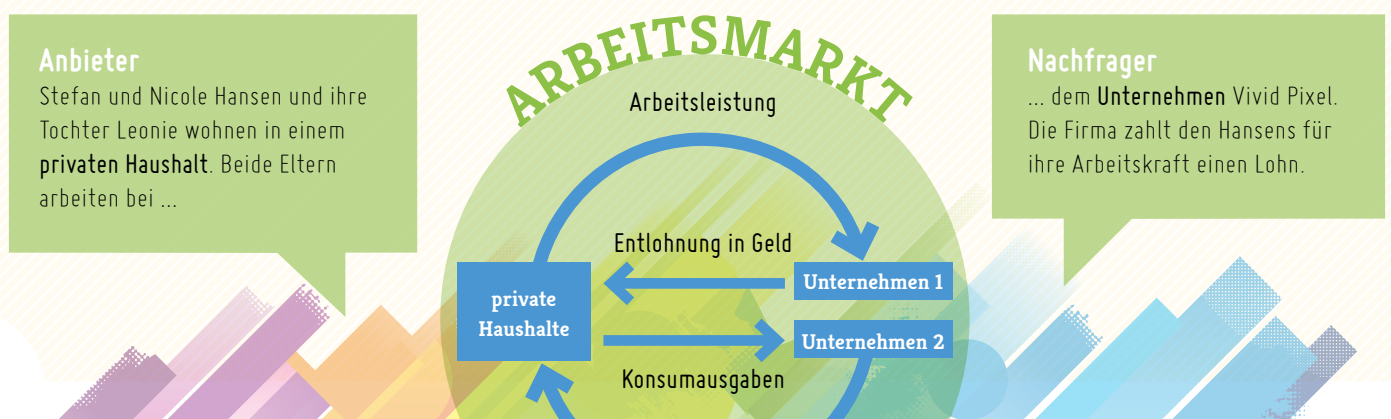 ARBEITSMARKT
Anbieter
Stefan und Nicole Hansen und ihre
Tochter Leonie wohnen in einem
privaten Haushalt. Beide Eltern
arbeiten bei ...
Nachfrager
... dem Unternehmen Vivid Pixel.
Die Firma zahlt den Hansens für
ihre Arbeitskraft einen Lohn.
Arbeitsleistung
Entlohnung in Geld
private
Haushalte
Unternehmen 1
Unternehmen 2
Konsumausgaben